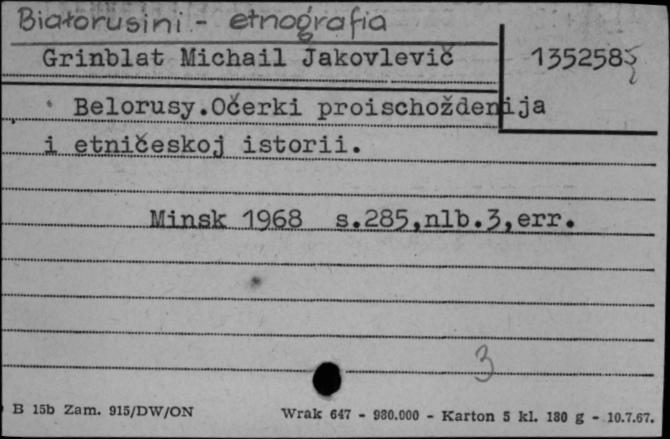 Białorusini - etnografia
Grinblat Michail Jakovlevič 1352585
Belorusy.Očerki proischoždenija
i etničeskoj istorii.
Minsk 1968 s.285,nlb.3,err.
3
B 15b Zam. 915/DW/ON Wrak 647 - 980.000 - Karton 5 kl. 180 g - 10.7.67.